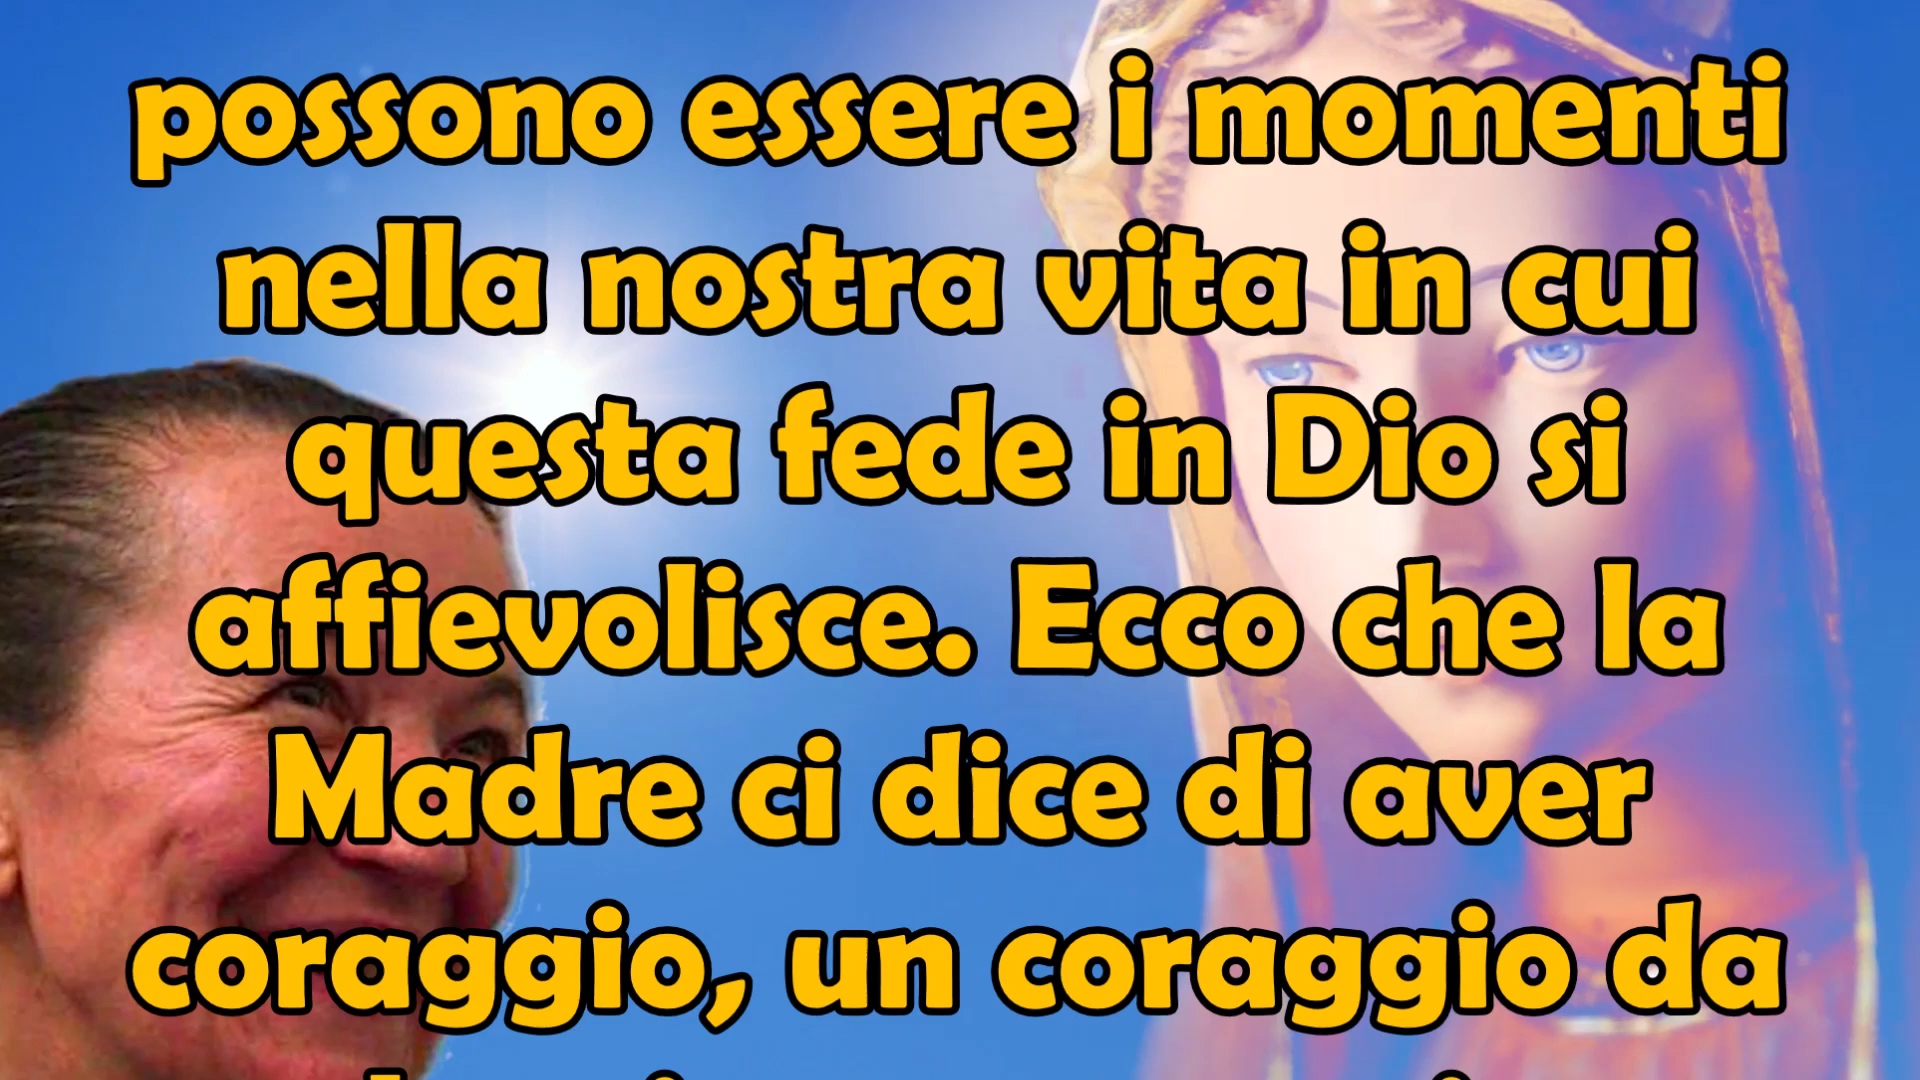 possono essere i momenti
nella nostra vita in cui
questa fede in Dio si
affievolisce. Ecco che la
Madre ci dice di aver
coraggio, un coraggio da